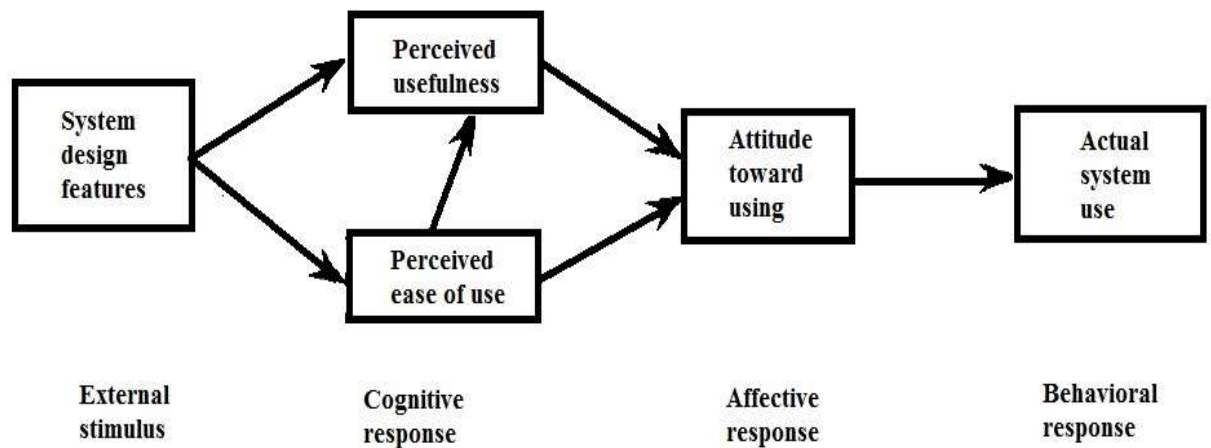 System
design
features
Perceived
usefulness
Perceived
ease of use
Attitude
toward
using
Actual
system
use
External
stimulus
Cognitive
response
Affective
response
Behavioral
response